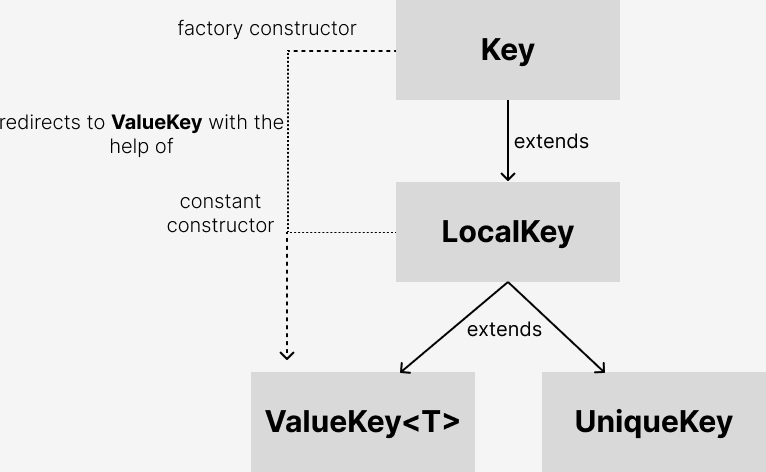 factory constructor
Key
redirects to ValueKey with the
help of
extends
constant
constructor
LocalKey
extends
ValueKey<T>
UniqueKey